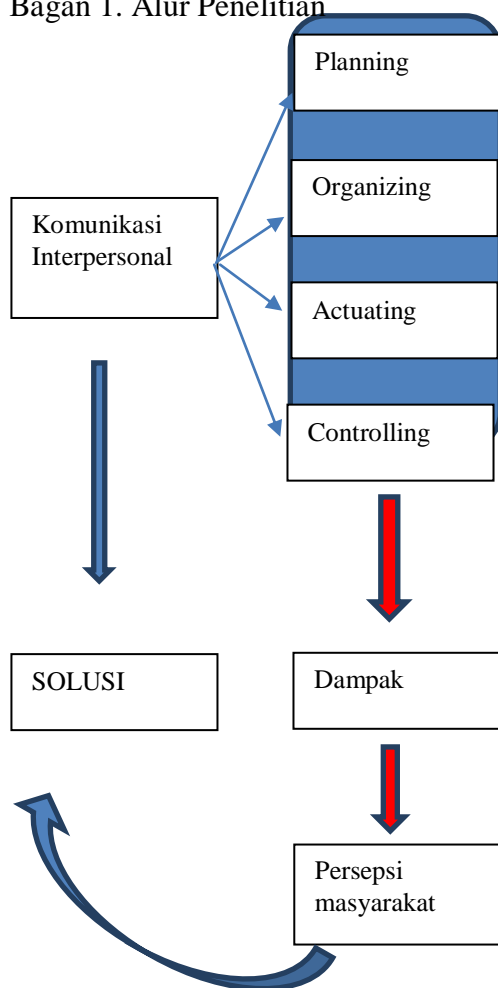 Bagan 1. Alur Penelitian
Planning
Organizing
Komunikasi
Interpersonal
Actuating
Controlling
SOLUSI
Dampak
Persepsi
masyarakat